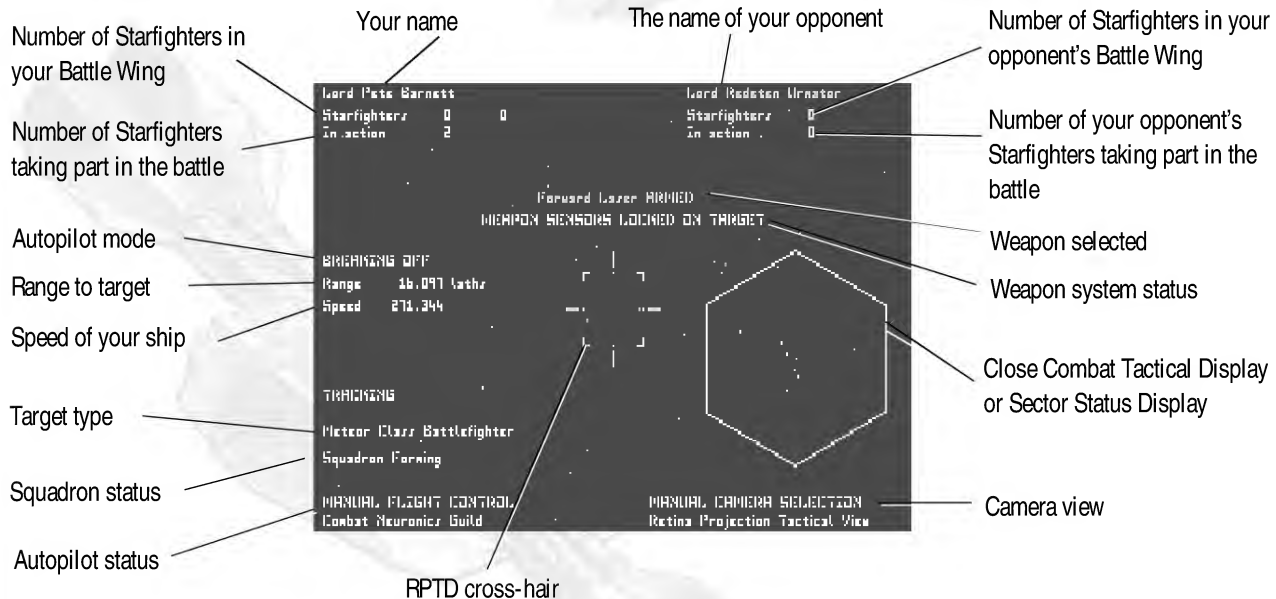 Your name
The name of your opponent
Number of Starfighters in
your Battle Wing
Number of Starfighters in your
opponent's Battle Wing
Number of Starfighters
taking part in the battle
Number of your opponent's
Starfighters taking part in the
battle
Autopilot mode
Range to target
Speed of your ship
Weapon selected
Weapon system status
Target type
Squadron status
Autopilot status
Close Combat Tactical Display
or Sector Status Display
Camera view
RPTD cross-hair
Lord Pete Barnett
Starfighters 0 0
In action 2
Lord Redsten Urnator
Starfighters 0
In action . 0
Forward Laser ARMED
WEAPON SENSORS LOCKED ON TARGET
BREAKING OFF
Range 16.097 laths
Speed 271.344
TRACKING
Meteor Class Battlefighter
Squadron Forming
MANUAL FLIGHT CONTROL
Combat Neuronics Guild
MANUAL CAMERA SELECTION
Retina Projection Tactical View